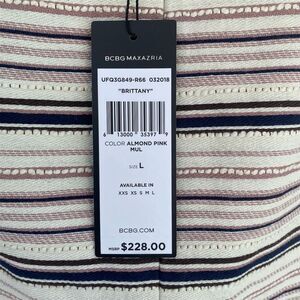 BCBGMAXAZRIA
UFQ3G849-R66 032018
"BRITTANY"
6 13000 35397 9
COLOR ALMOND PINK
MUL
SIZE L
AVAILABLE IN
XXS XS S M L
BCBG.COM
MSRP $228.00